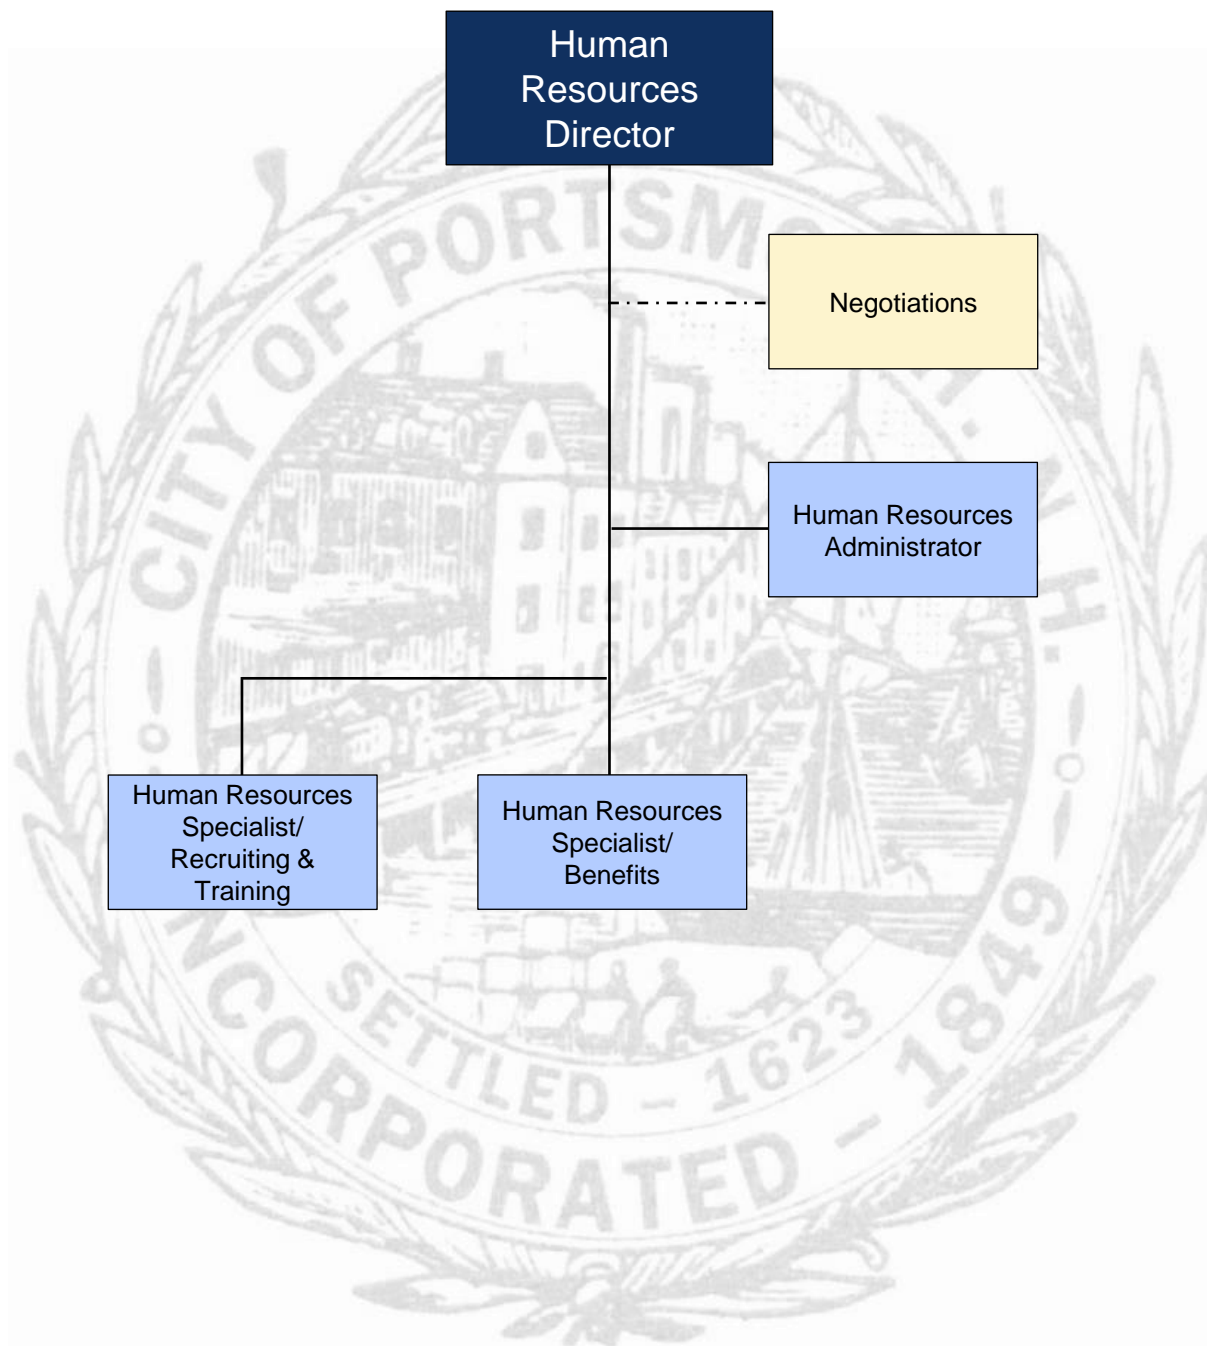 Human
Resources
Director
Negotiations
Human Resources
Administrator
Human Resources
Specialist/
Recruiting &
Training
Human Resources
Specialist/
Benefits
CITY OF PORTSM
H. N. H.
SETTLED – 1623
NCORPORATED – 1849